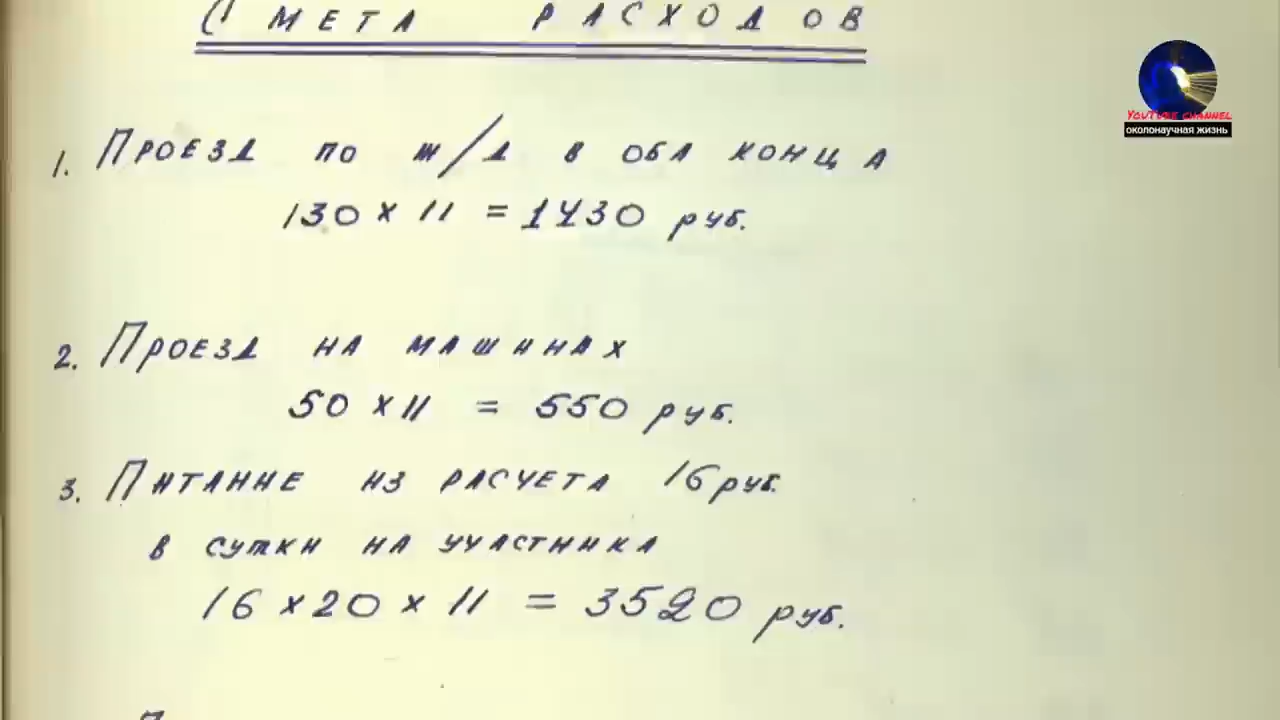 Смета расходов
1. Проезд по ж/д в оба конца
130 х 11 = 1430 руб.
2. Проезд на машинах
50 х 11 = 550 руб.
3. Питание из расчета 16 руб.
в сутки на участника
16 х 20 х 11 = 3520 руб.
YouTube channel
околонаучная жизнь